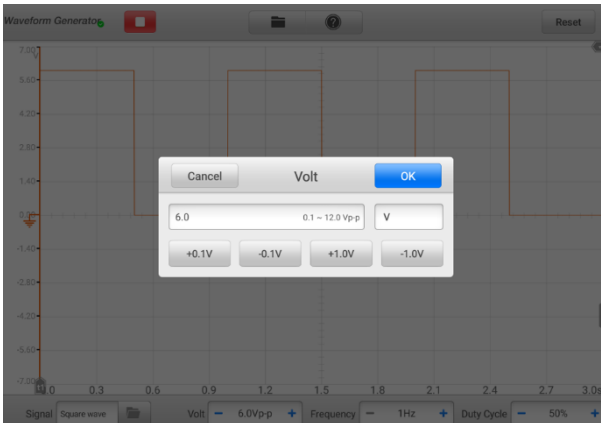 Waveform Generator
Reset
7.00
V
5.60
4.20
2.80
1.40
Cancel Volt OK
6.0 0.1 ~ 12.0 Vp-p V
+0.1V -0.1V +1.0V -1.0V
-1.40
-2.80
-4.20
-5.60
-7.00
0.3 0.6 0.9 1.2 1.5 1.8 2.1 2.4 2.7 3.0s
Signal Square wave Volt − 6.0Vp-p + Frequency − 1Hz + Duty Cycle − 50% +